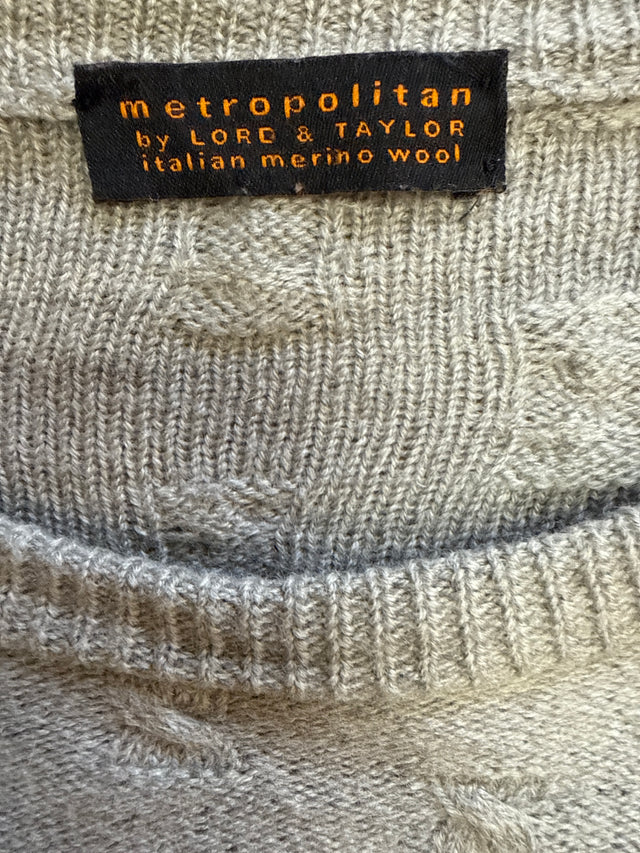 metropolitan
by LORD & TAYLOR
italian merino wool